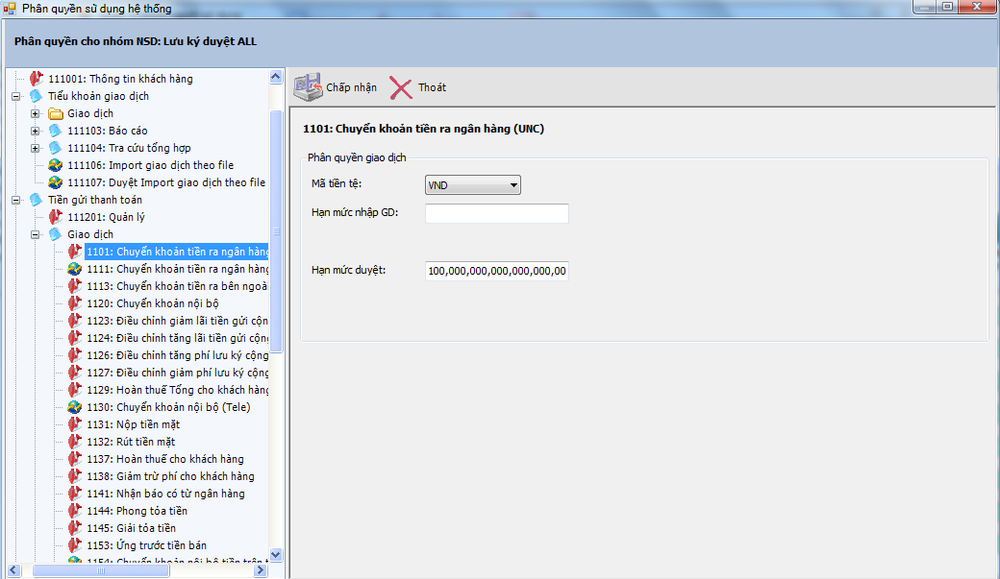 Phân quyền sử dụng hệ thống
Phân quyền cho nhóm NSD: Lưu ký duyệt ALL
111001: Thông tin khách hàng
Tiểu khoản giao dịch
Giao dịch
111103: Báo cáo
111104: Tra cứu tổng hợp
111106: Import giao dịch theo file
111107: Duyệt Import giao dịch theo file
Tiền gửi thanh toán
111201: Quản lý
Giao dịch
1101: Chuyển khoản tiền ra ngân hàng
1111: Chuyển khoản tiền ra ngân hàng
1113: Chuyển khoản tiền ra bên ngoài
1120: Chuyển khoản nội bộ
1123: Điều chỉnh giảm lãi tiền gửi cộn
1124: Điều chỉnh tăng lãi tiền gửi cộng
1126: Điều chỉnh tăng phí lưu ký cộng
1127: Điều chỉnh giảm phí lưu ký cộng
1129: Hoàn thuế Tổng cho khách hàng
1130: Chuyển khoản nội bộ (Tele)
1131: Nộp tiền mặt
1132: Rút tiền mặt
1137: Hoàn thuế cho khách hàng
1138: Giảm trừ phí cho khách hàng
1141: Nhận báo có từ ngân hàng
1144: Phong tỏa tiền
1145: Giải tỏa tiền
1153: Ứng trước tiền bán
1154: Chuyển khoản nội bộ tiền trên t
Chấp nhận
Thoát
1101: Chuyển khoản tiền ra ngân hàng (UNC)
Phân quyền giao dịch
Mã tiền tệ:
VND
Hạn mức nhập GD:
Hạn mức duyệt:
100,000,000,000,000,000,00